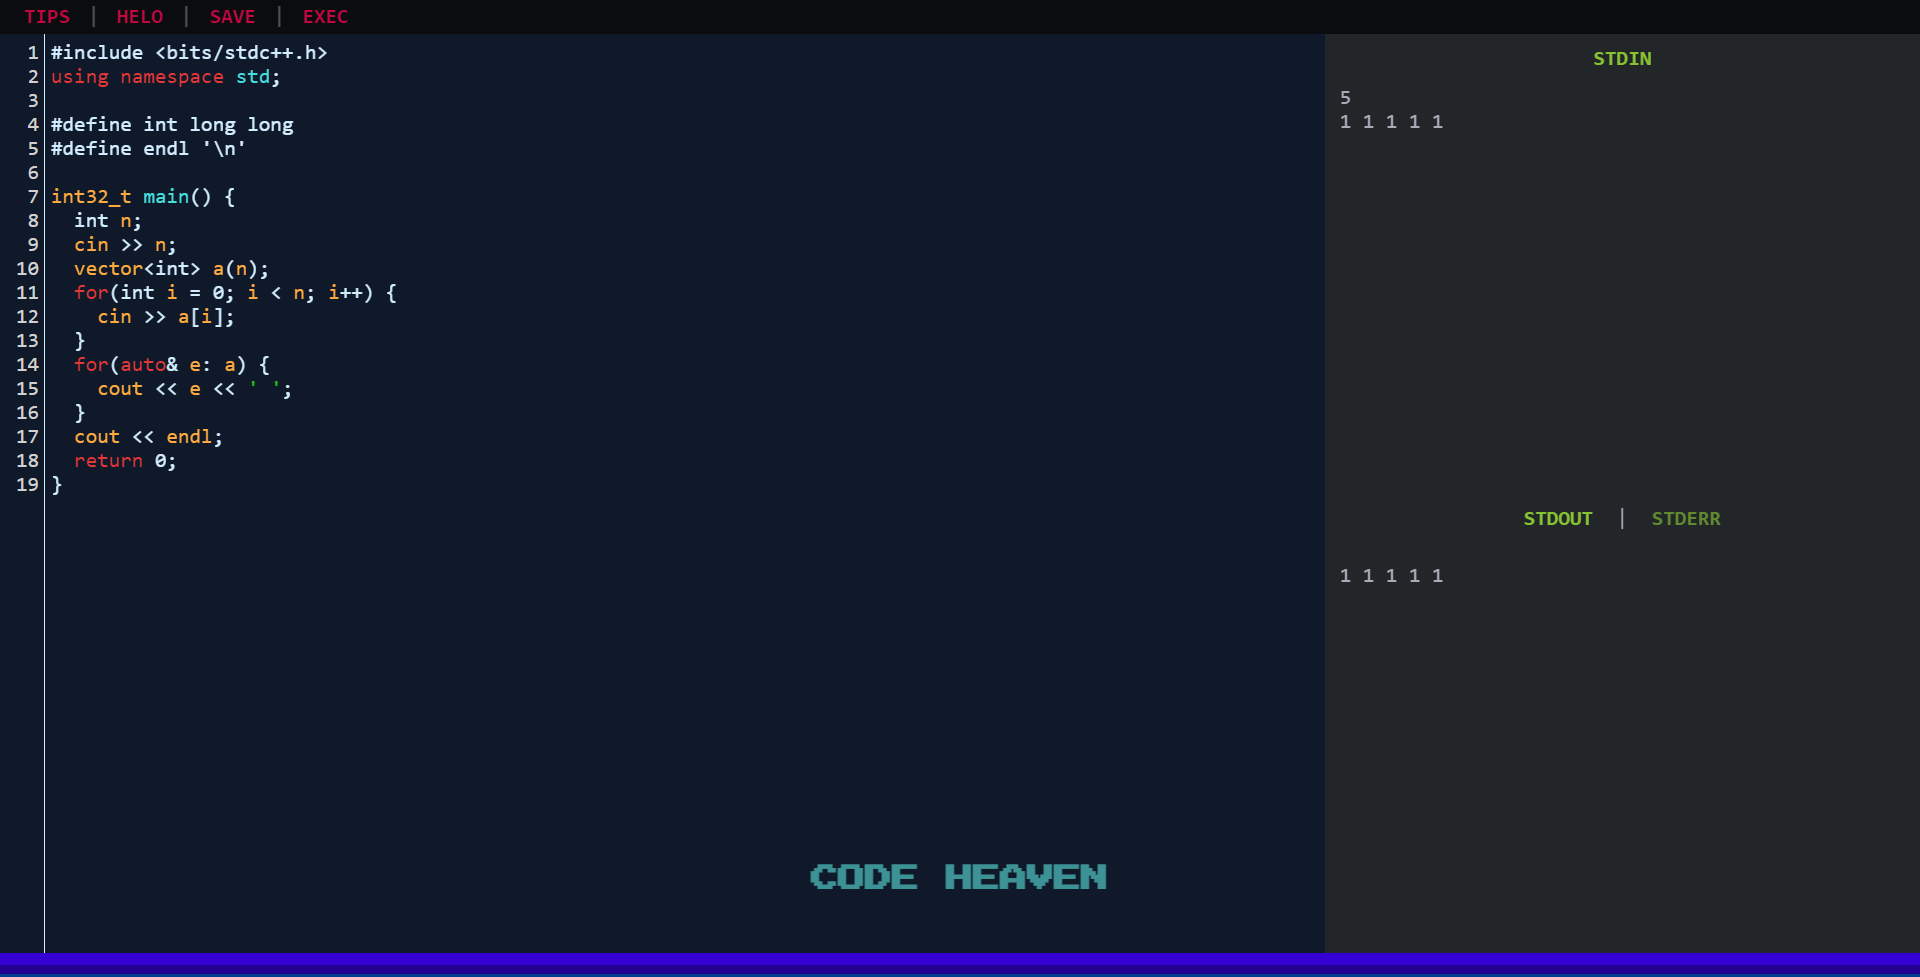 TIPS | HELO | SAVE | EXEC
1 #include <bits/stdc++.h>
2 using namespace std;
3
4 #define int long long
5 #define endl '\n'
6
7 int32_t main() {
8   int n;
9   cin >> n;
10   vector<int> a(n);
11   for(int i = 0; i < n; i++) {
12     cin >> a[i];
13   }
14   for(auto& e: a) {
15     cout << e << ' ';
16   }
17   cout << endl;
18   return 0;
19 }
CODE HEAVEN
STDIN
5
1 1 1 1 1
STDOUT | STDERR
1 1 1 1 1